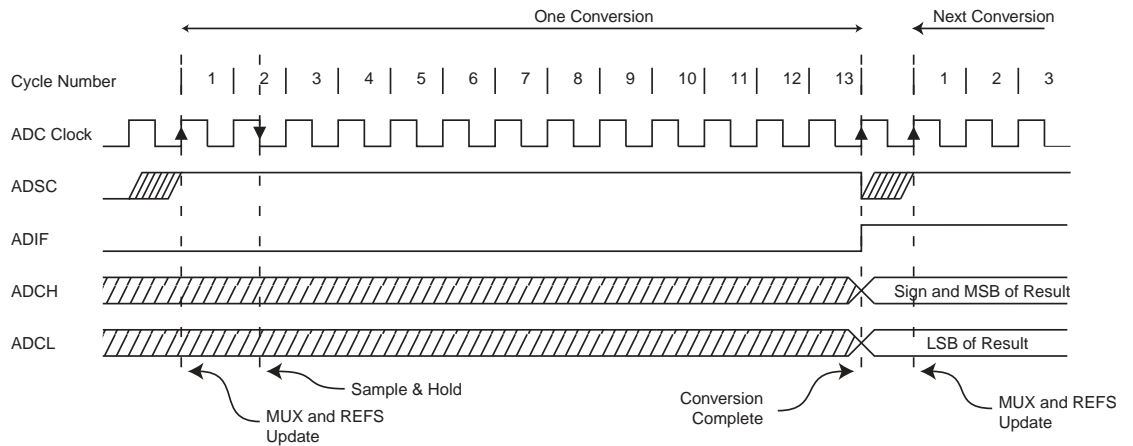 One Conversion
Next Conversion
Cycle Number 1 2 3 4 5 6 7 8 9 10 11 12 13 1 2 3
ADC Clock
ADSC
ADIF
ADCH
Sign and MSB of Result
ADCL
LSB of Result
Sample & Hold
MUX and REFS
Update
Conversion
Complete
MUX and REFS
Update